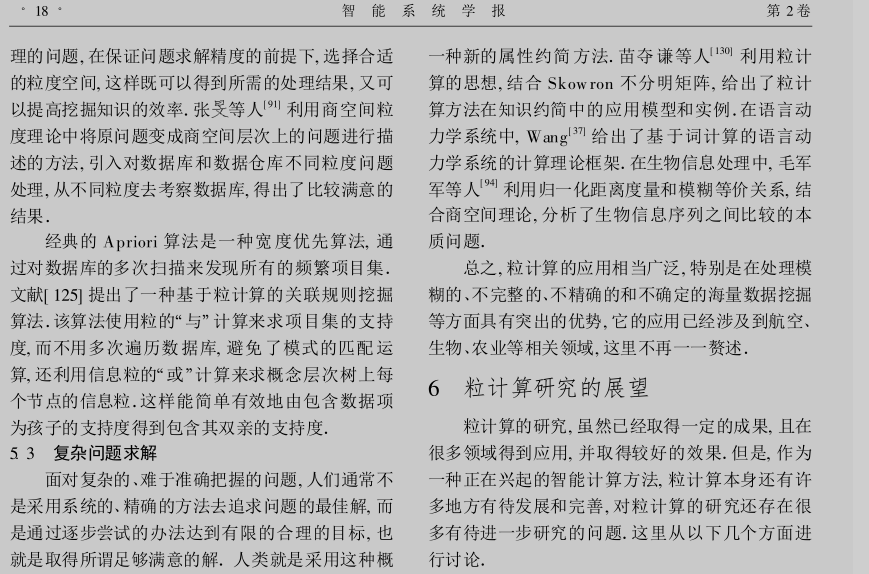 ° 18 °
智 能 系 统 学 报
第 2 卷
理的问题, 在保证问题求解精度的前提下, 选择合适
的粒度空间, 这样既可以得到所需的处理结果, 又可
以提高挖掘知识的效率. 张旻等人[91] 利用商空间粒
度理论中将原问题变成商空间层次上的问题进行描
述的方法, 引入对数据库和数据仓库不同粒度问题
处理, 从不同粒度去考察数据库, 得出了比较满意的
结果.
经典的 Apriori 算法是一种宽度优先算法, 通
过对数据库的多次扫描来发现所有的频繁项目集.
文献[ 125] 提出了一种基于粒计算的关联规则挖掘
算法. 该算法使用粒的“ 与” 计算来求项目集的支持
度, 而不用多次遍历数据库, 避免了模式的匹配运
算, 还利用信息粒的“ 或” 计算来求概念层次树上每
个节点的信息粒. 这样能简单有效地由包含数据项
为孩子的支持度得到包含其双亲的支持度.
5. 3 复杂问题求解
面对复杂的、难于准确把握的问题, 人们通常不
是采用系统的、精确的方法去追求问题的最佳解, 而
是通过逐步尝试的办法达到有限的合理的目标, 也
就是取得所谓足够满意的解. 人类就是采用这种概
一种新的属性约简方法. 苗夺谦等人[130] 利用粒计
算的思想, 结合 Skowron 不分明矩阵, 给出了粒计
算方法在知识约简中的应用模型和实例. 在语言动
力学系统中, Wang[37] 给出了基于词计算的语言动
力学系统的计算理论框架. 在生物信息处理中, 毛军
军等人[94] 利用归一化距离度量和模糊等价关系, 结
合商空间理论, 分析了生物信息序列之间比较的本
质问题.
总之, 粒计算的应用相当广泛, 特别是在处理模
糊的、不完整的、不精确的和不确定的海量数据挖掘
等方面具有突出的优势, 它的应用已经涉及到航空、
生物、农业等相关领域, 这里不再一一赘述.
6 粒计算研究的展望
粒计算的研究, 虽然已经取得一定的成果, 且在
很多领域得到应用, 并取得较好的效果. 但是, 作为
一种正在兴起的智能计算方法, 粒计算本身还有许
多地方有待发展和完善, 对粒计算的研究还存在很
多有待进一步研究的问题. 这里从以下几个方面进
行讨论.